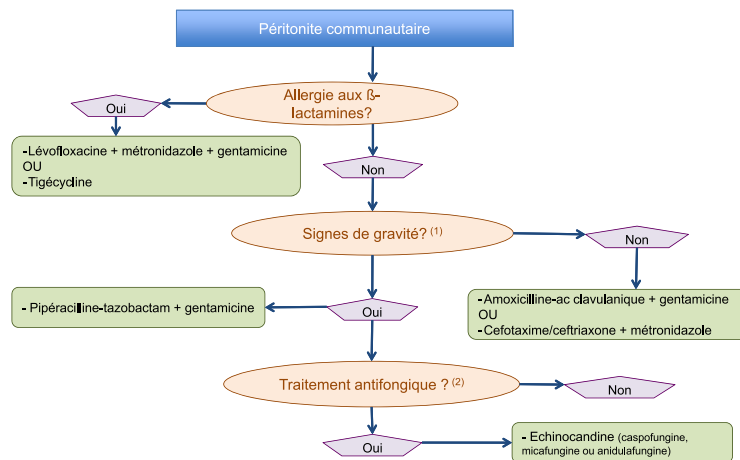 Péritonite communautaire
Allergie aux ß-
lactamines?
Oui
-Lévofloxacine + métronidazole + gentamicine
OU
-Tigécycline
Non
Signes de gravité? (1)
Non
- Pipéracilline-tazobactam + gentamicine
Oui
-Amoxicilline-ac clavulanique + gentamicine
OU
-Cefotaxime/ceftriaxone + métronidazole
Traitement antifongique ? (2)
Non
Oui
- Echinocandine (caspofungine,
micafungine ou anidulafungine)